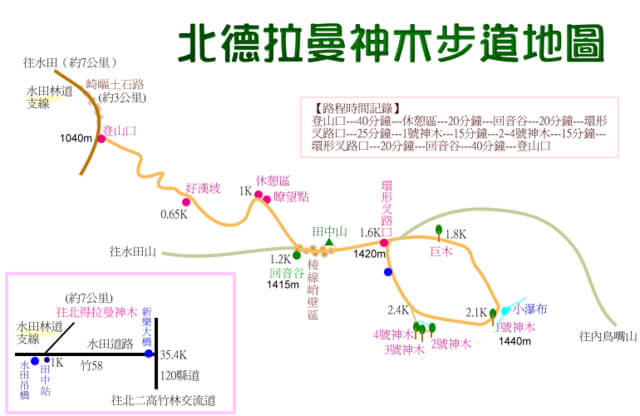 北德拉曼神木步道地圖
往水田（約7公里）
水田林道
支線
崎嶇土石路
(約3公里)
1040m
登山口
【路程時間記錄】
登山口---40分鐘---休憩區---20分鐘---回音谷---20分鐘---環形
叉路口---25分鐘---1號神木---15分鐘---2~4號神木---15分鐘---
環形叉路口---20分鐘---回音谷---40分鐘---登山口
好漢坡
0.65K
1K
休憩區
瞭望點
往水田山
1.2K
回音谷
1415m
田中山
稜線峭壁區
環形叉路口
1.6K
1420m
1.8K
巨木
2.4K
2.1K
小瀑布
1號神木
1440m
4號神木
3號神木
2號神木
往內鳥嘴山
(約7公里)
往北得拉曼神木
水田林道
支線
新樂大橋
水田道路
1K
竹58
35.4K
120縣道
水田吊橋
田中站
往北二高竹林交流道